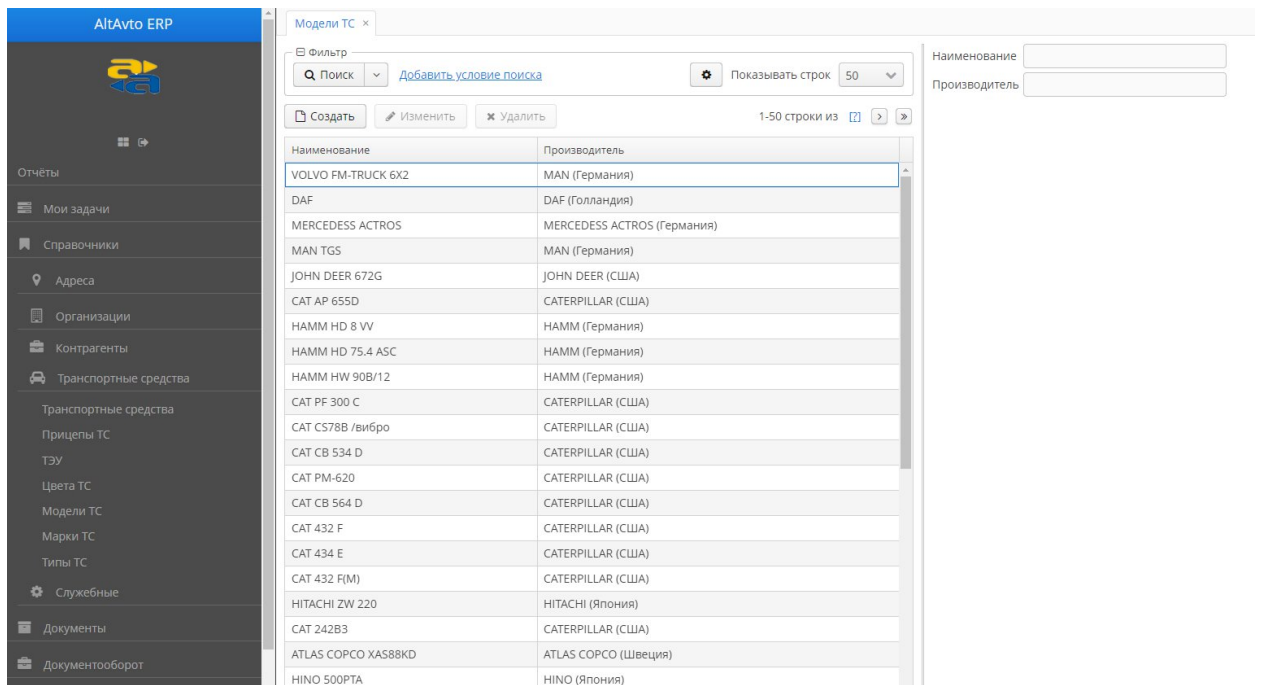 AltAvto ERP
Отчёты
Мои задачи
Справочники
Адреса
Организации
Контрагенты
Транспортные средства
Транспортные средства
Прицепы ТС
ТЭУ
Цвета ТС
Модели ТС
Марки ТС
Типы ТС
Служебные
Документы
Документооборот
Модели ТС ×
Фильтр
Поиск Добавить условие поиска Показывать строк 50
Создать Изменить Удалить 1-50 строки из [?]
Наименование Производитель
VOLVO FM-TRUCK 6X2 MAN (Германия)
DAF DAF (Голландия)
MERCEDESS ACTROS MERCEDESS ACTROS (Германия)
MAN TGS MAN (Германия)
JOHN DEER 672G JOHN DEER (США)
CAT AP 655D CATERPILLAR (США)
HAMM HD 8 VV HAMM (Германия)
HAMM HD 75.4 ASC HAMM (Германия)
HAMM HW 90B/12 HAMM (Германия)
CAT PF 300 C CATERPILLAR (США)
CAT CS78B /вибро CATERPILLAR (США)
CAT CB 534 D CATERPILLAR (США)
CAT PM-620 CATERPILLAR (США)
CAT CB 564 D CATERPILLAR (США)
CAT 432 F CATERPILLAR (США)
CAT 434 E CATERPILLAR (США)
CAT 432 F(M) CATERPILLAR (США)
HITACHI ZW 220 HITACHI (Япония)
CAT 242B3 CATERPILLAR (США)
ATLAS COPCO XAS88KD ATLAS COPCO (Швеция)
HINO 500PTA HINO (Япония)
Наименование
Производитель